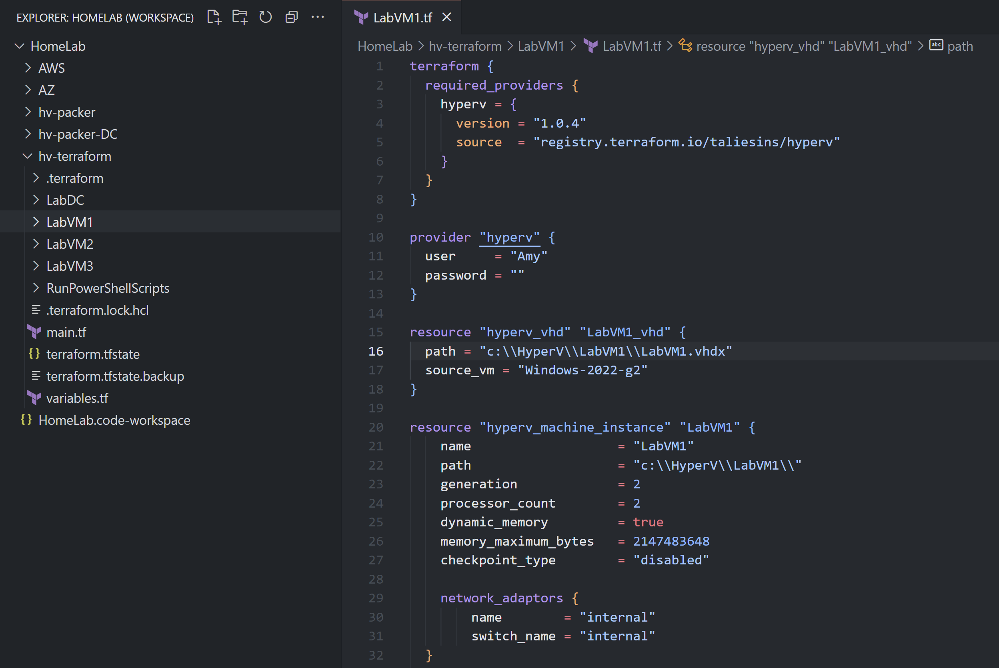 EXPLORER: HOMELAB (WORKSPACE)
HomeLab
AWS
AZ
hv-packer
hv-packer-DC
hv-terraform
.terraform
LabDC
LabVM1
LabVM2
LabVM3
RunPowerShellScripts
.terraform.lock.hcl
main.tf
terraform.tfstate
terraform.tfstate.backup
variables.tf
HomeLab.code-workspace
LabVM1.tf
HomeLab > hv-terraform > LabVM1 > LabVM1.tf > resource "hyperv_vhd" "LabVM1_vhd" > abc path
1 terraform {
2   required_providers {
3     hyperv = {
4       version = "1.0.4"
5       source  = "registry.terraform.io/taliesins/hyperv"
6     }
7   }
8 }
9
10 provider "hyperv" {
11   user     = "Amy"
12   password = ""
13 }
14
15 resource "hyperv_vhd" "LabVM1_vhd" {
16   path = "c:\\HyperV\\LabVM1\\LabVM1.vhdx"
17   source_vm = "Windows-2022-g2"
18 }
19
20 resource "hyperv_machine_instance" "LabVM1" {
21     name                   = "LabVM1"
22     path                   = "c:\\HyperV\\LabVM1\\"
23     generation             = 2
24     processor_count        = 2
25     dynamic_memory         = true
26     memory_maximum_bytes   = 2147483648
27     checkpoint_type        = "disabled"
28
29     network_adaptors {
30         name        = "internal"
31         switch_name = "internal"
32   }